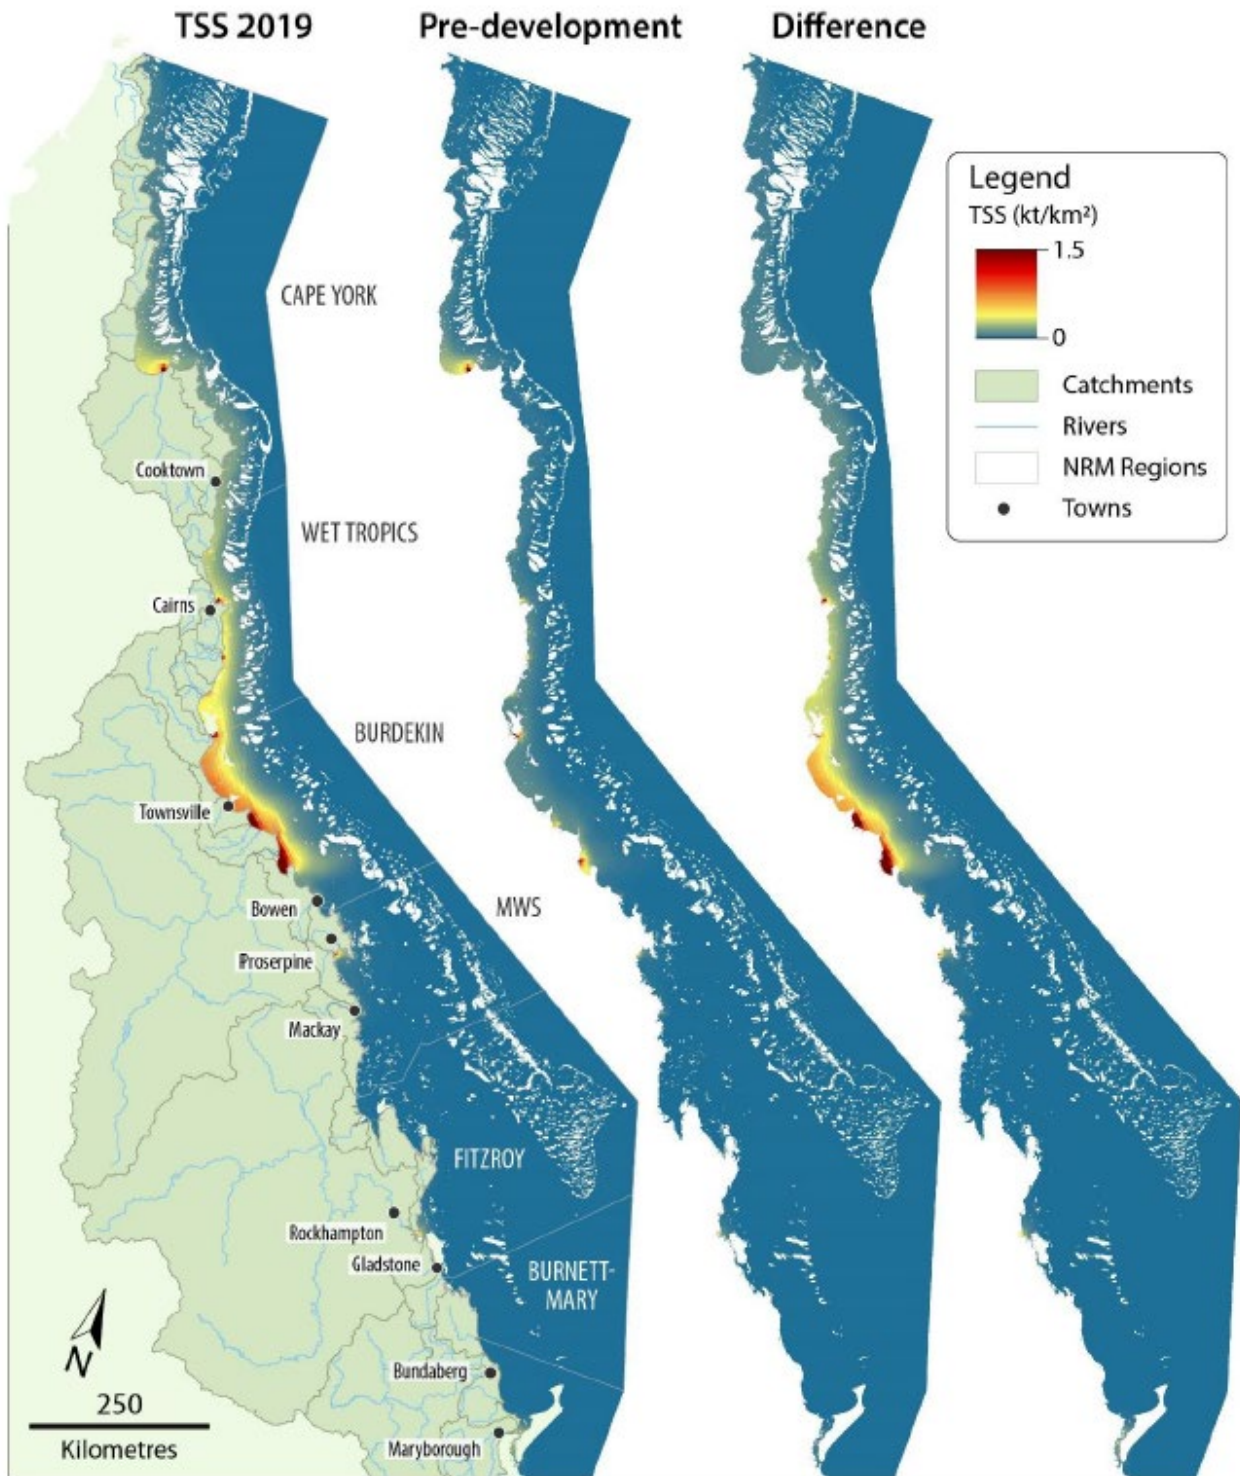 TSS 2019
Pre-development
Difference
Legend
TSS (kt/km²)
1.5
0
Catchments
Rivers
NRM Regions
Towns
CAPE YORK
Cooktown
WET TROPICS
Cairns
BURDEKIN
Townsville
Bowen
MWS
Proserpine
Mackay
FITZROY
Rockhampton
Gladstone
BURNETT-
MARY
Bundaberg
Maryborough
N
250
Kilometres